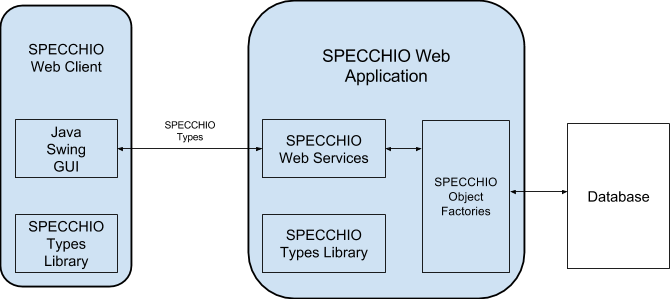 SPECCHIO
Web Client
Java
Swing
GUI
SPECCHIO
Types
Library
SPECCHIO
Types
SPECCHIO Web
Application
SPECCHIO
Web Services
SPECCHIO
Types Library
SPECCHIO
Object
Factories
Database